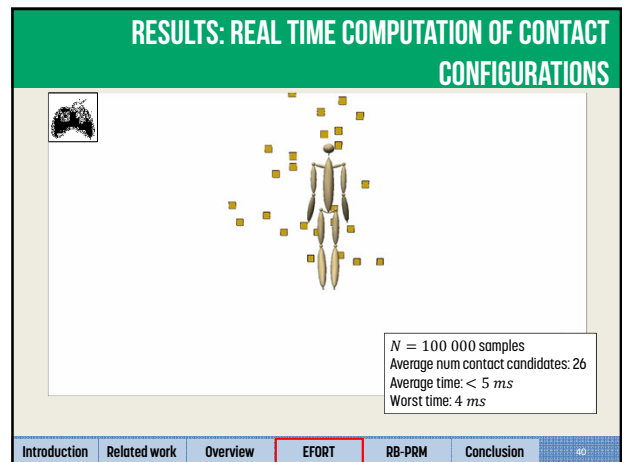 RESULTS: REAL TIME COMPUTATION OF CONTACT
CONFIGURATIONS
N = 100 000 samples
Average num contact candidates: 26
Average time: < 5 ms
Worst time: 4 ms
Introduction Related work Overview EFORT RB-PRM Conclusion 40